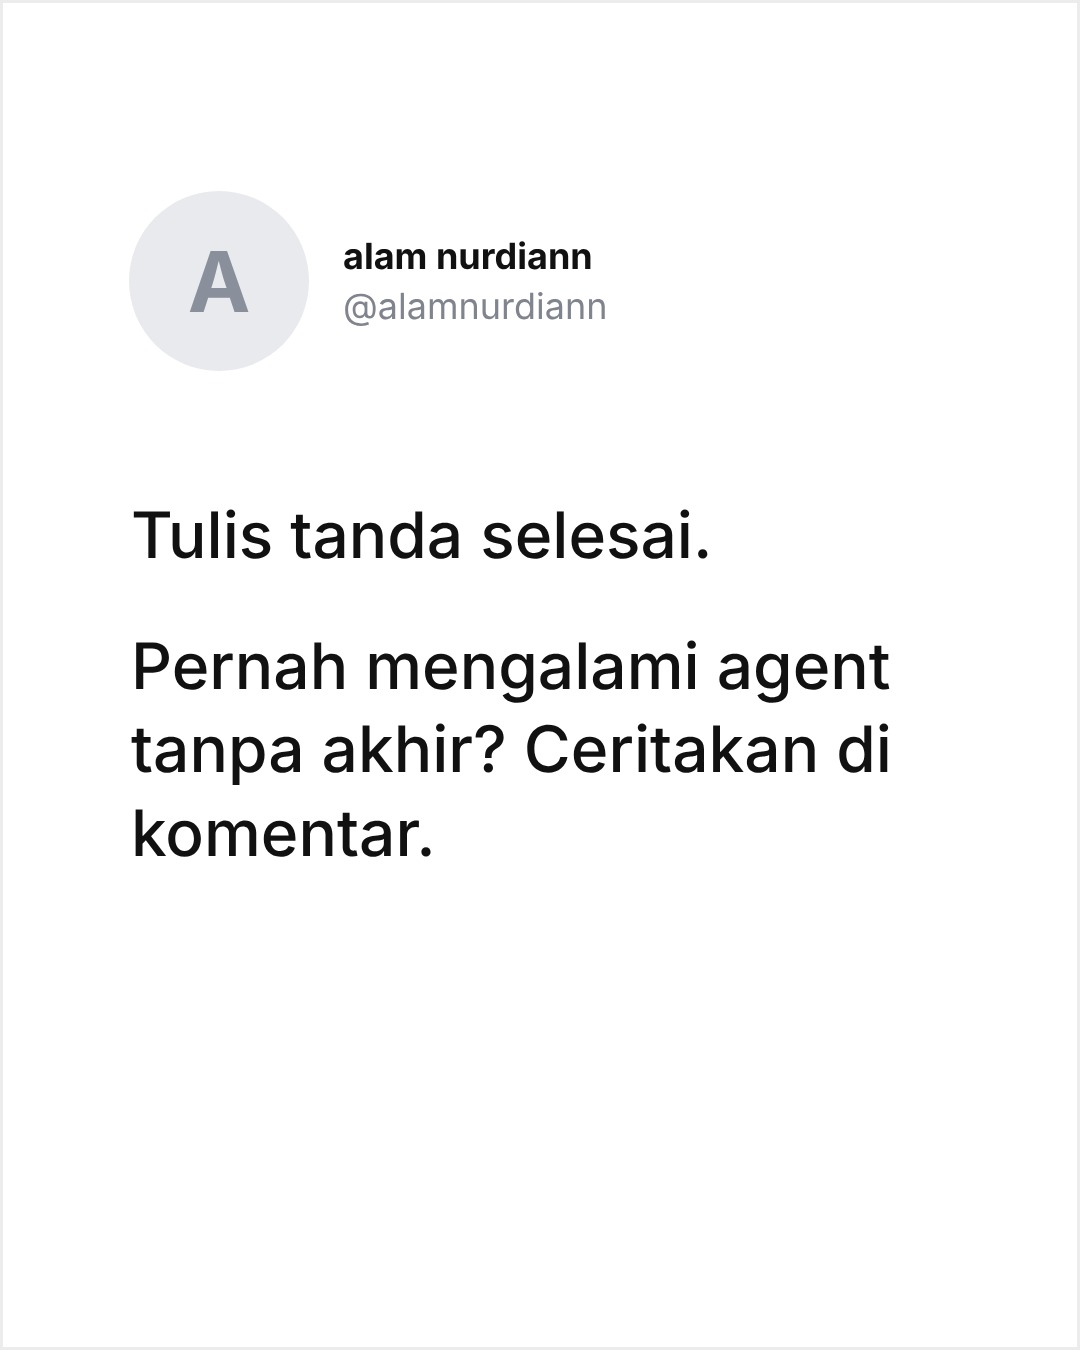 A
alam nurdiann
@alamnurdiann
Tulis tanda selesai.
Pernah mengalami agent
tanpa akhir? Ceritakan di
komentar.